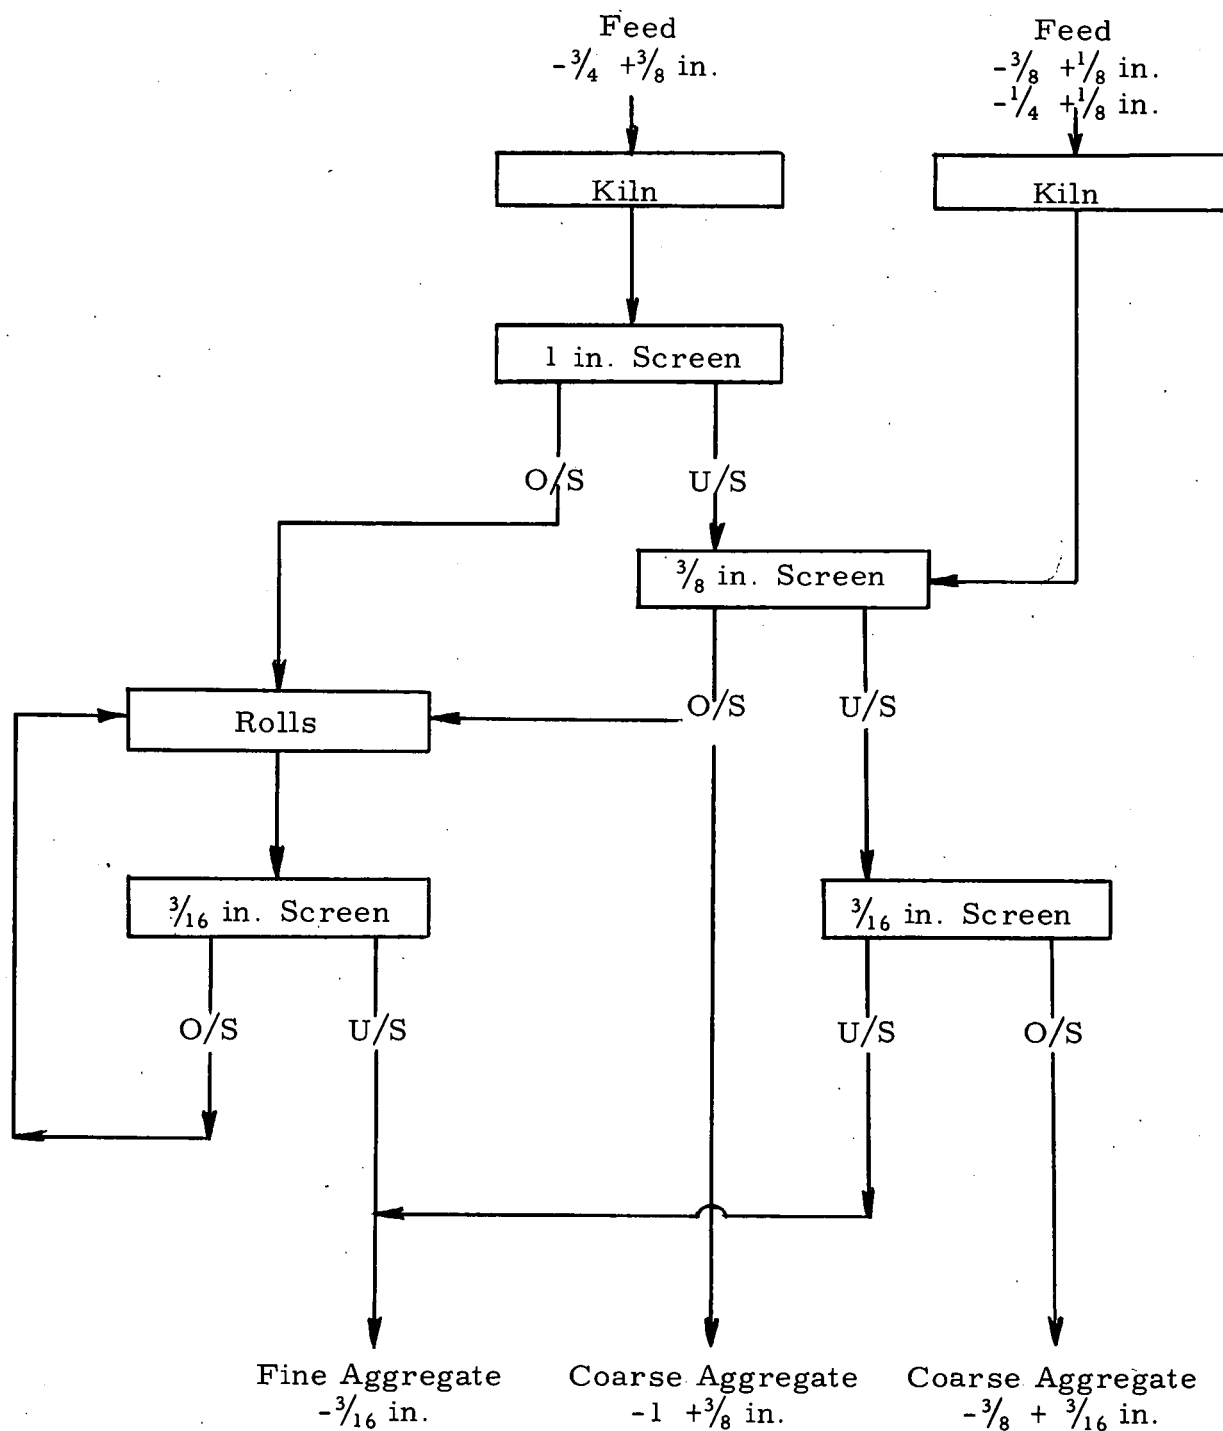 Feed
-3/4 +3/8 in.
Feed
-3/8 +1/8 in.
-1/4 +1/8 in.
Kiln
Kiln
1 in. Screen
O/S
U/S
3/8 in. Screen
O/S
U/S
Rolls
3/16 in. Screen
3/16 in. Screen
O/S
U/S
U/S
O/S
Fine Aggregate
-3/16 in.
Coarse Aggregate
-1 +3/8 in.
Coarse Aggregate
-3/8 + 3/16 in.